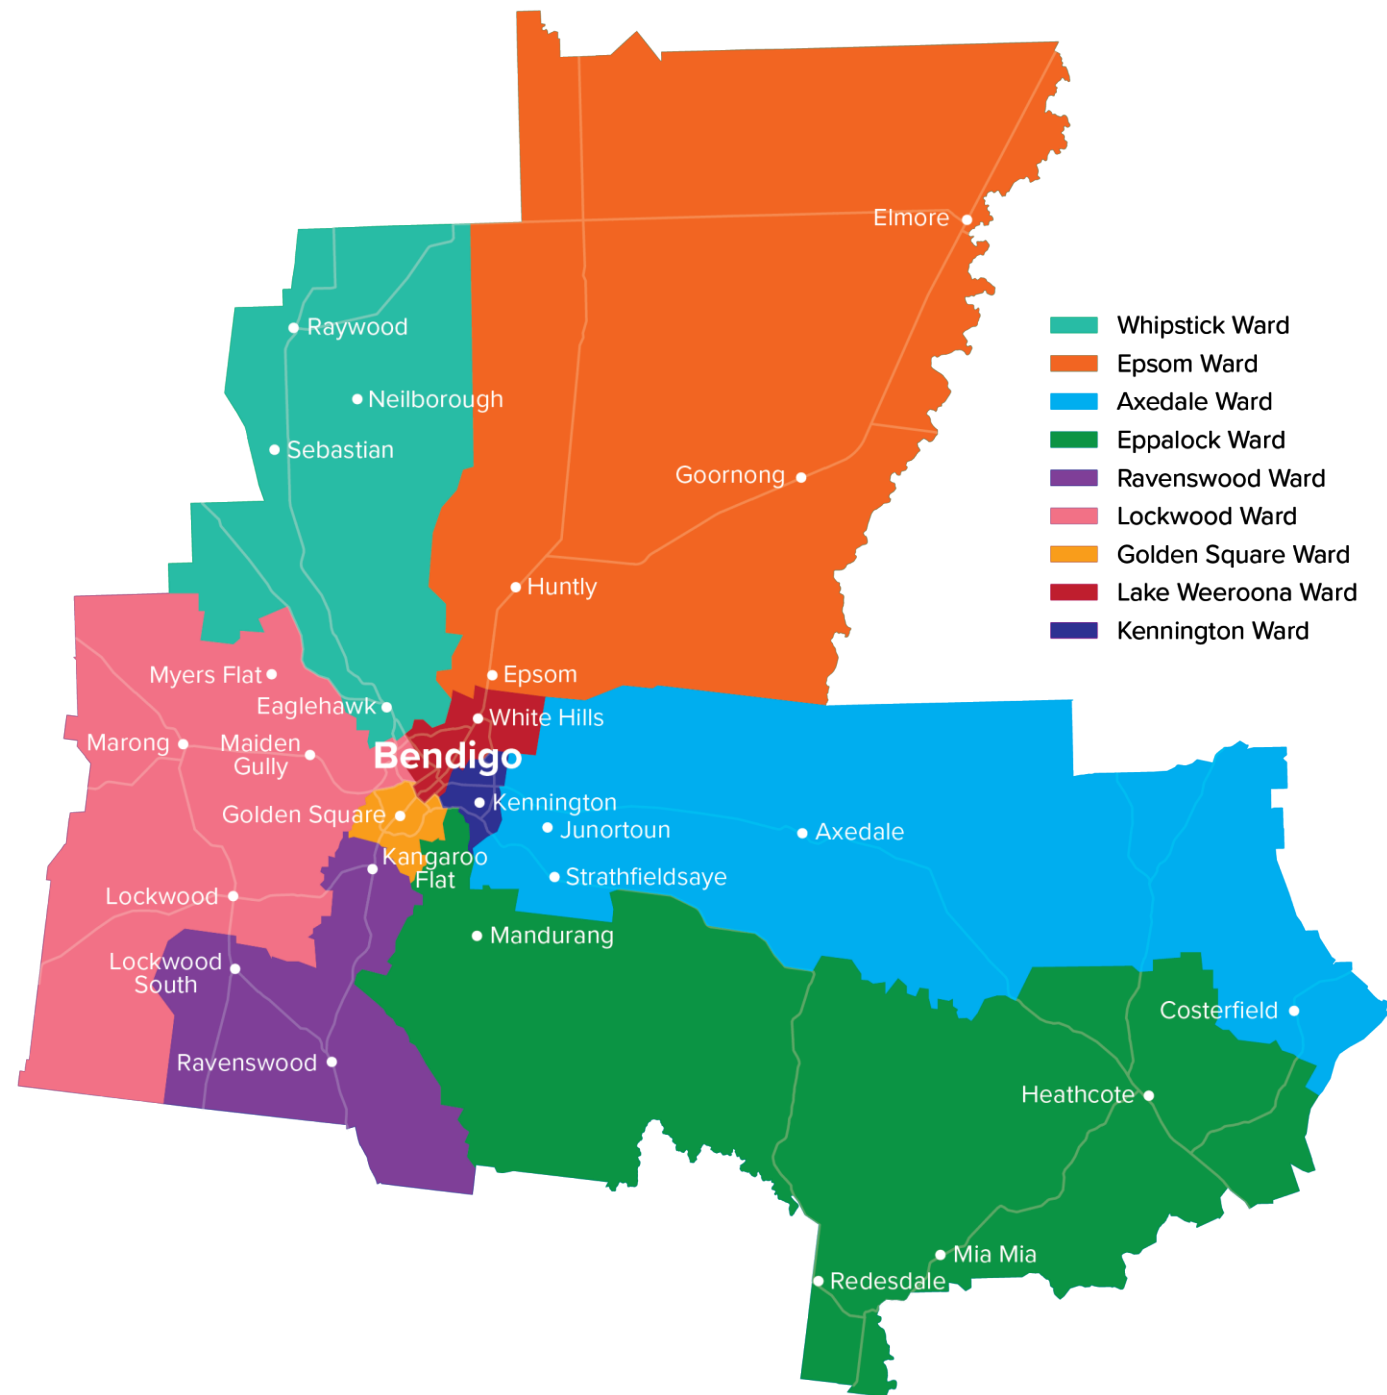 Elmore
Raywood
Neilborough
Sebastian
Goornong
Huntly
Whipstick Ward
Epsom Ward
Axedale Ward
Eppalock Ward
Ravenswood Ward
Lockwood Ward
Golden Square Ward
Lake Weeroona Ward
Kennington Ward
Myers Flat
Epsom
Eaglehawk
White Hills
Marong
Maiden
Gully
Bendigo
Kennington
Golden Square
Junortoun
Axedale
Kangaroo
Flat
Strathfieldsaye
Lockwood
Mandurang
Lockwood
South
Costerfield
Ravenswood
Heathcote
Mia Mia
Redesdale